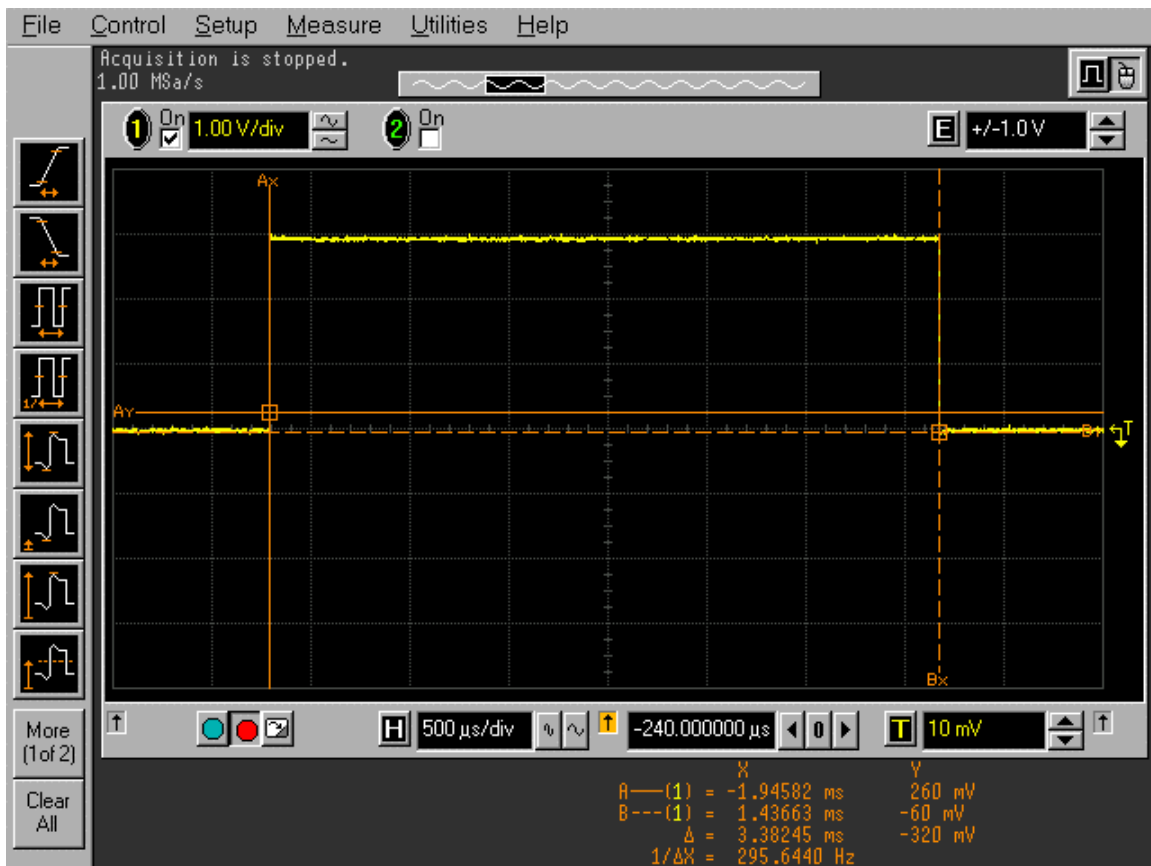 File Control Setup Measure Utilities Help
Acquisition is stopped.
1.00 MSa/s
1 On 1.00 V/div 2 On E +/-1.0 V
Ax
Ay
By
T
Bx
1/
More
(1of 2)
Clear
All
H 500 µs/div -240.000000 µs 0 T 10 mV
X Y
A——(1) = -1.94582 ms 260 mV
B---(1) = 1.43663 ms -60 mV
Δ = 3.38245 ms -320 mV
1/ΔX = 295.6440 Hz